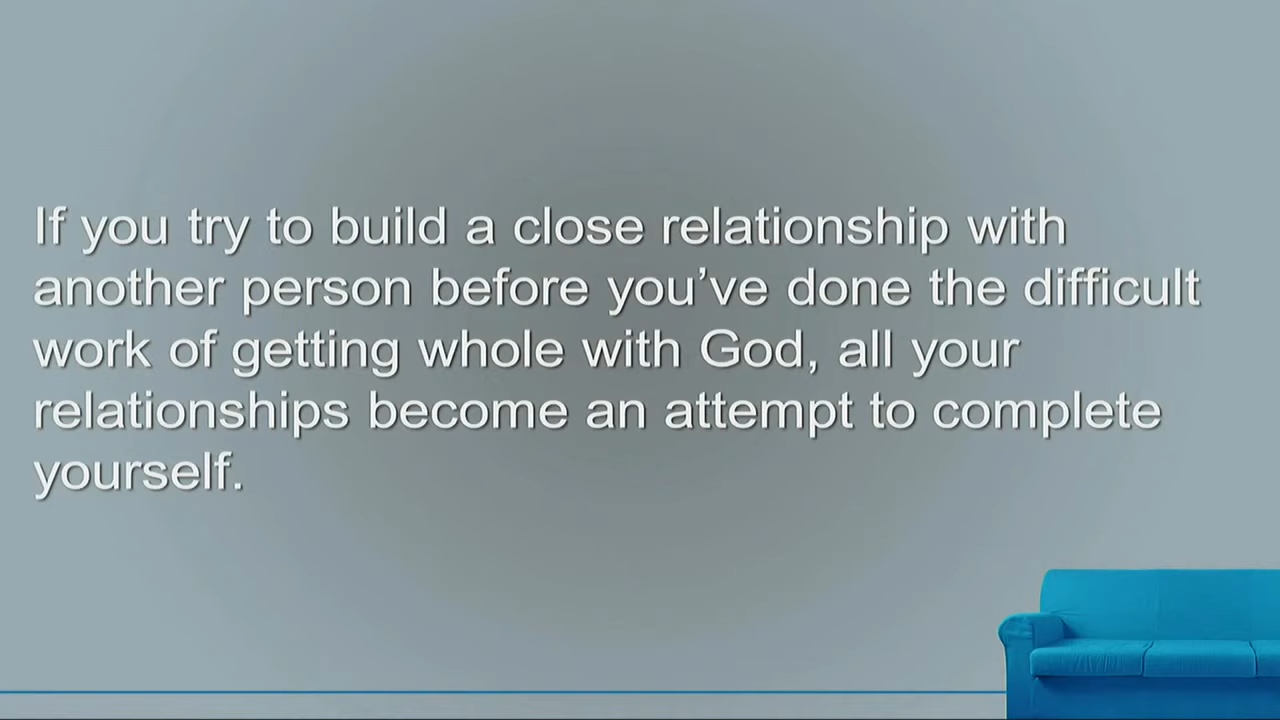 If you try to build a close relationship with
another person before you’ve done the difficult
work of getting whole with God, all your
relationships become an attempt to complete
yourself.